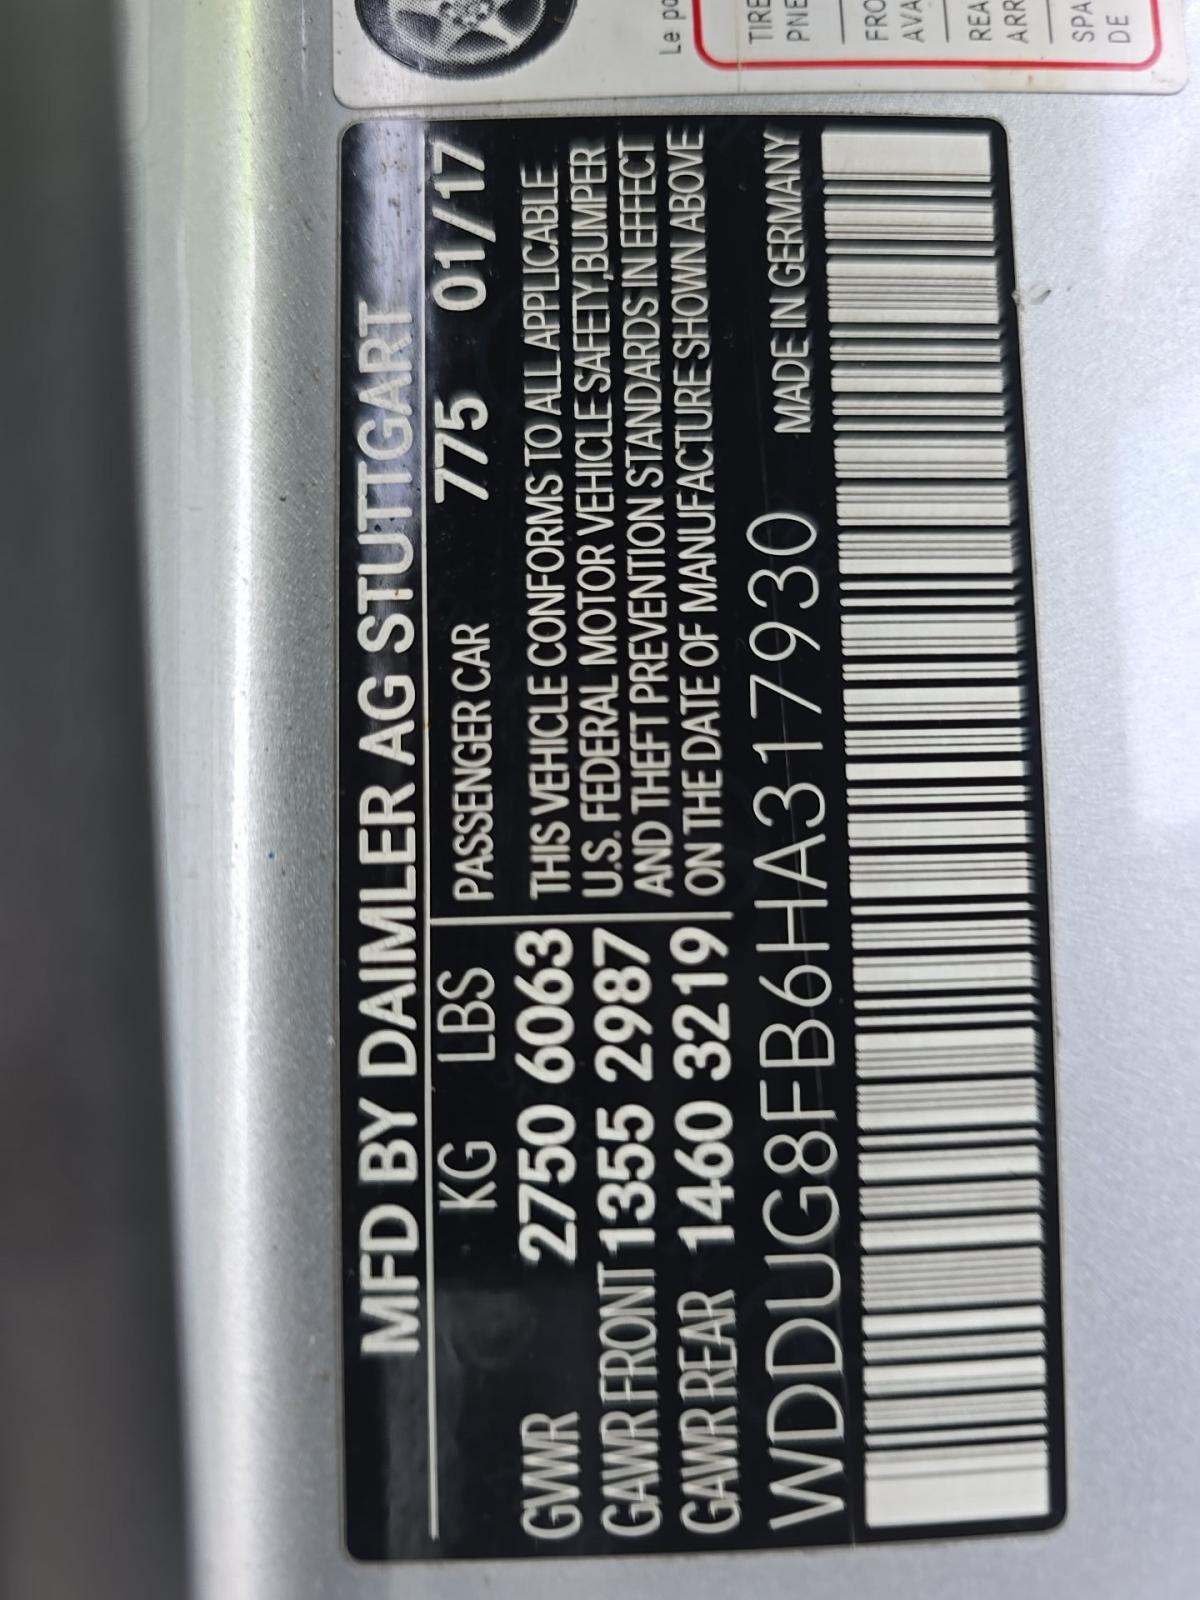 MFD BY DAIMLER AG STUTTGART
KG LBS PASSENGER CAR 775 01/17
GVWR 2750 6063 THIS VEHICLE CONFORMS TO ALL APPLICABLE
GAWR FRONT 1355 2987 U.S. FEDERAL MOTOR VEHICLE SAFETY,BUMPER
AND THEFT PREVENTION STANDARDS IN EFFECT
GAWR REAR 1460 3219 ON THE DATE OF MANUFACTURE SHOWN ABOVE
WDDUG8FB6HA317930 MADE IN GERMANY
Le
TIRE